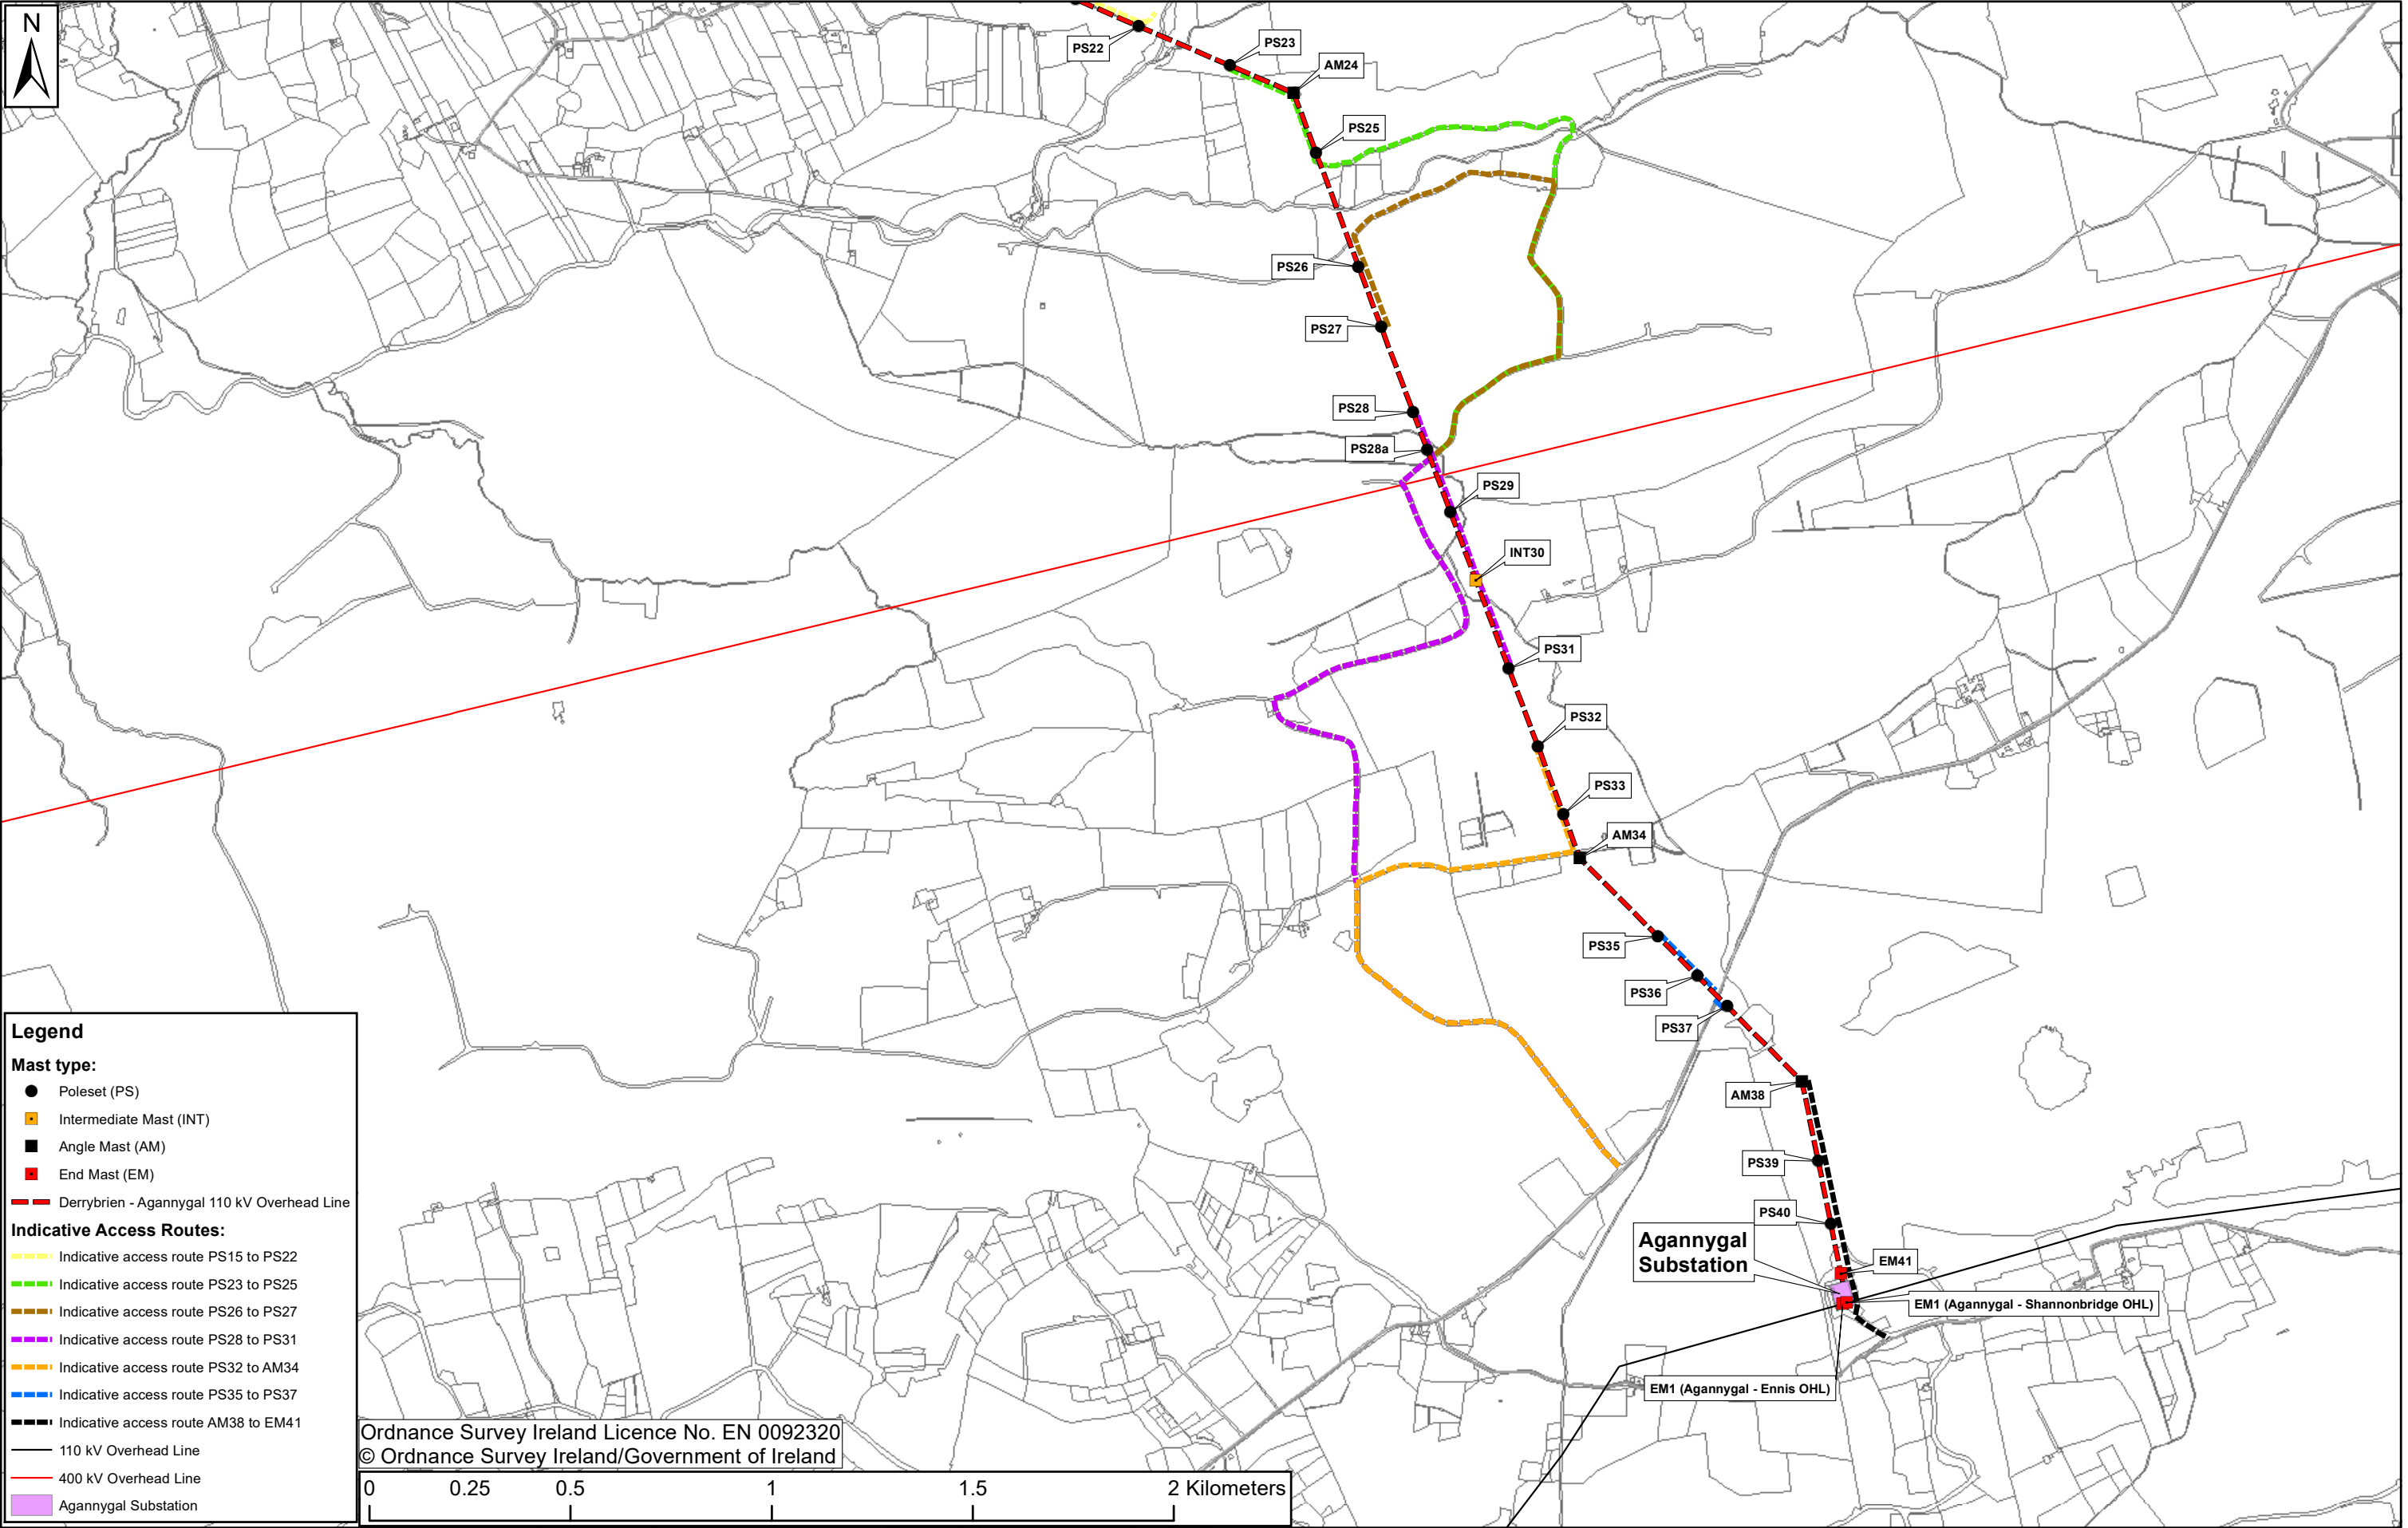 N
PS22
PS23
AM24
PS25
PS26
PS27
PS28
PS28a
PS29
INT30
PS31
PS32
PS33
AM34
PS35
PS36
PS37
AM38
PS39
PS40
Agannygal
Substation
EM41
EM1 (Agannygal - Shannonbridge OHL)
EM1 (Agannygal - Ennis OHL)
Legend
Mast type:
Poleset (PS)
Intermediate Mast (INT)
Angle Mast (AM)
End Mast (EM)
Derrybrien - Agannygal 110 kV Overhead Line
Indicative Access Routes:
Indicative access route PS15 to PS22
Indicative access route PS23 to PS25
Indicative access route PS26 to PS27
Indicative access route PS28 to PS31
Indicative access route PS32 to AM34
Indicative access route PS35 to PS37
Indicative access route AM38 to EM41
110 kV Overhead Line
400 kV Overhead Line
Agannygal Substation
Ordnance Survey Ireland Licence No. EN 0092320
© Ordnance Survey Ireland/Government of Ireland
0 0.25 0.5 1 1.5 2 Kilometers